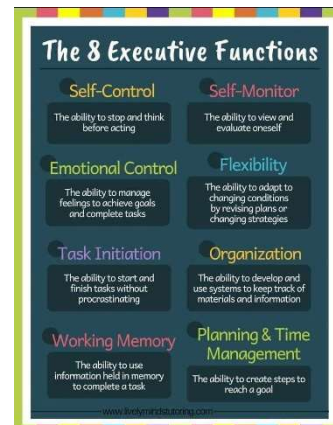 The 8 Executive Functions
Self-Control
The ability to stop and think
before acting
Self-Monitor
The ability to view and
evaluate oneself
Emotional Control
The ability to manage
feelings to achieve goals
and complete tasks
Flexibility
The ability to adapt to
changing conditions
by revising plans or
changing strategies
Task Initiation
The ability to start and
finish tasks without
procrastinating
Organization
The ability to develop and
use systems to keep track of
materials and information
Working Memory
The ability to use
information held in memory
to complete a task
Planning & Time
Management
The ability to create steps to
reach a goal
www.livelymindstutoring.com